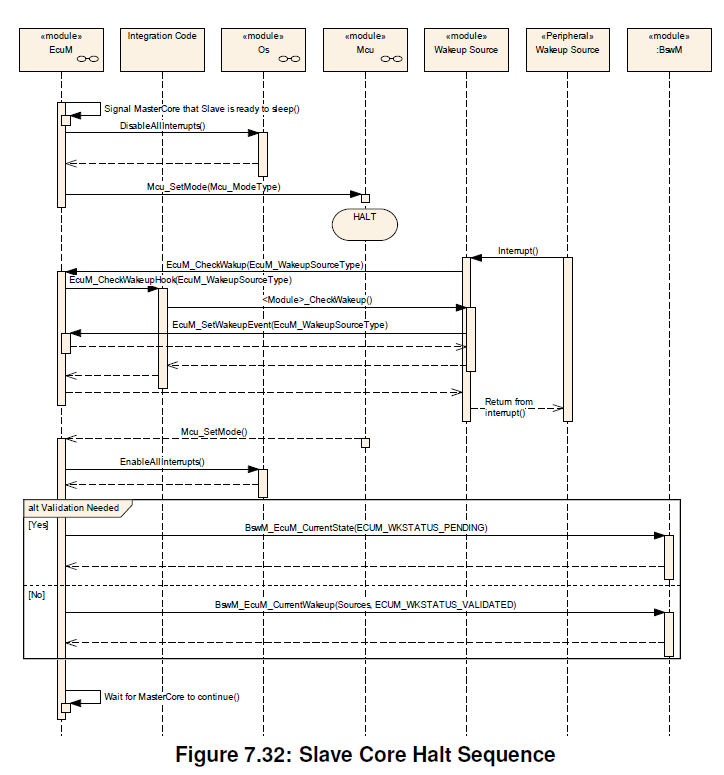 «module»
EcuM
Integration Code
«module»
Os
«module»
Mcu
«module»
Wakeup Source
«Peripheral»
Wakeup Source
«module»
:BswM
Signal MasterCore that Slave is ready to sleep()
DisableAllInterrupts()
Mcu_SetMode(Mcu_ModeType)
HALT
Interrupt()
EcuM_CheckWakup(EcuM_WakeupSourceType)
EcuM_CheckWakeupHook(EcuM_WakeupSourceType)
<Module>_CheckWakeup()
EcuM_SetWakeupEvent(EcuM_WakeupSourceType)
Return from
interrupt()
Mcu_SetMode()
EnableAllInterrupts()
alt Validation Needed
[Yes]
BswM_EcuM_CurrentState(ECUM_WKSTATUS_PENDING)
[No]
BswM_EcuM_CurrentWakeup(Sources, ECUM_WKSTATUS_VALIDATED)
Wait for MasterCore to continue()
Figure 7.32: Slave Core Halt Sequence